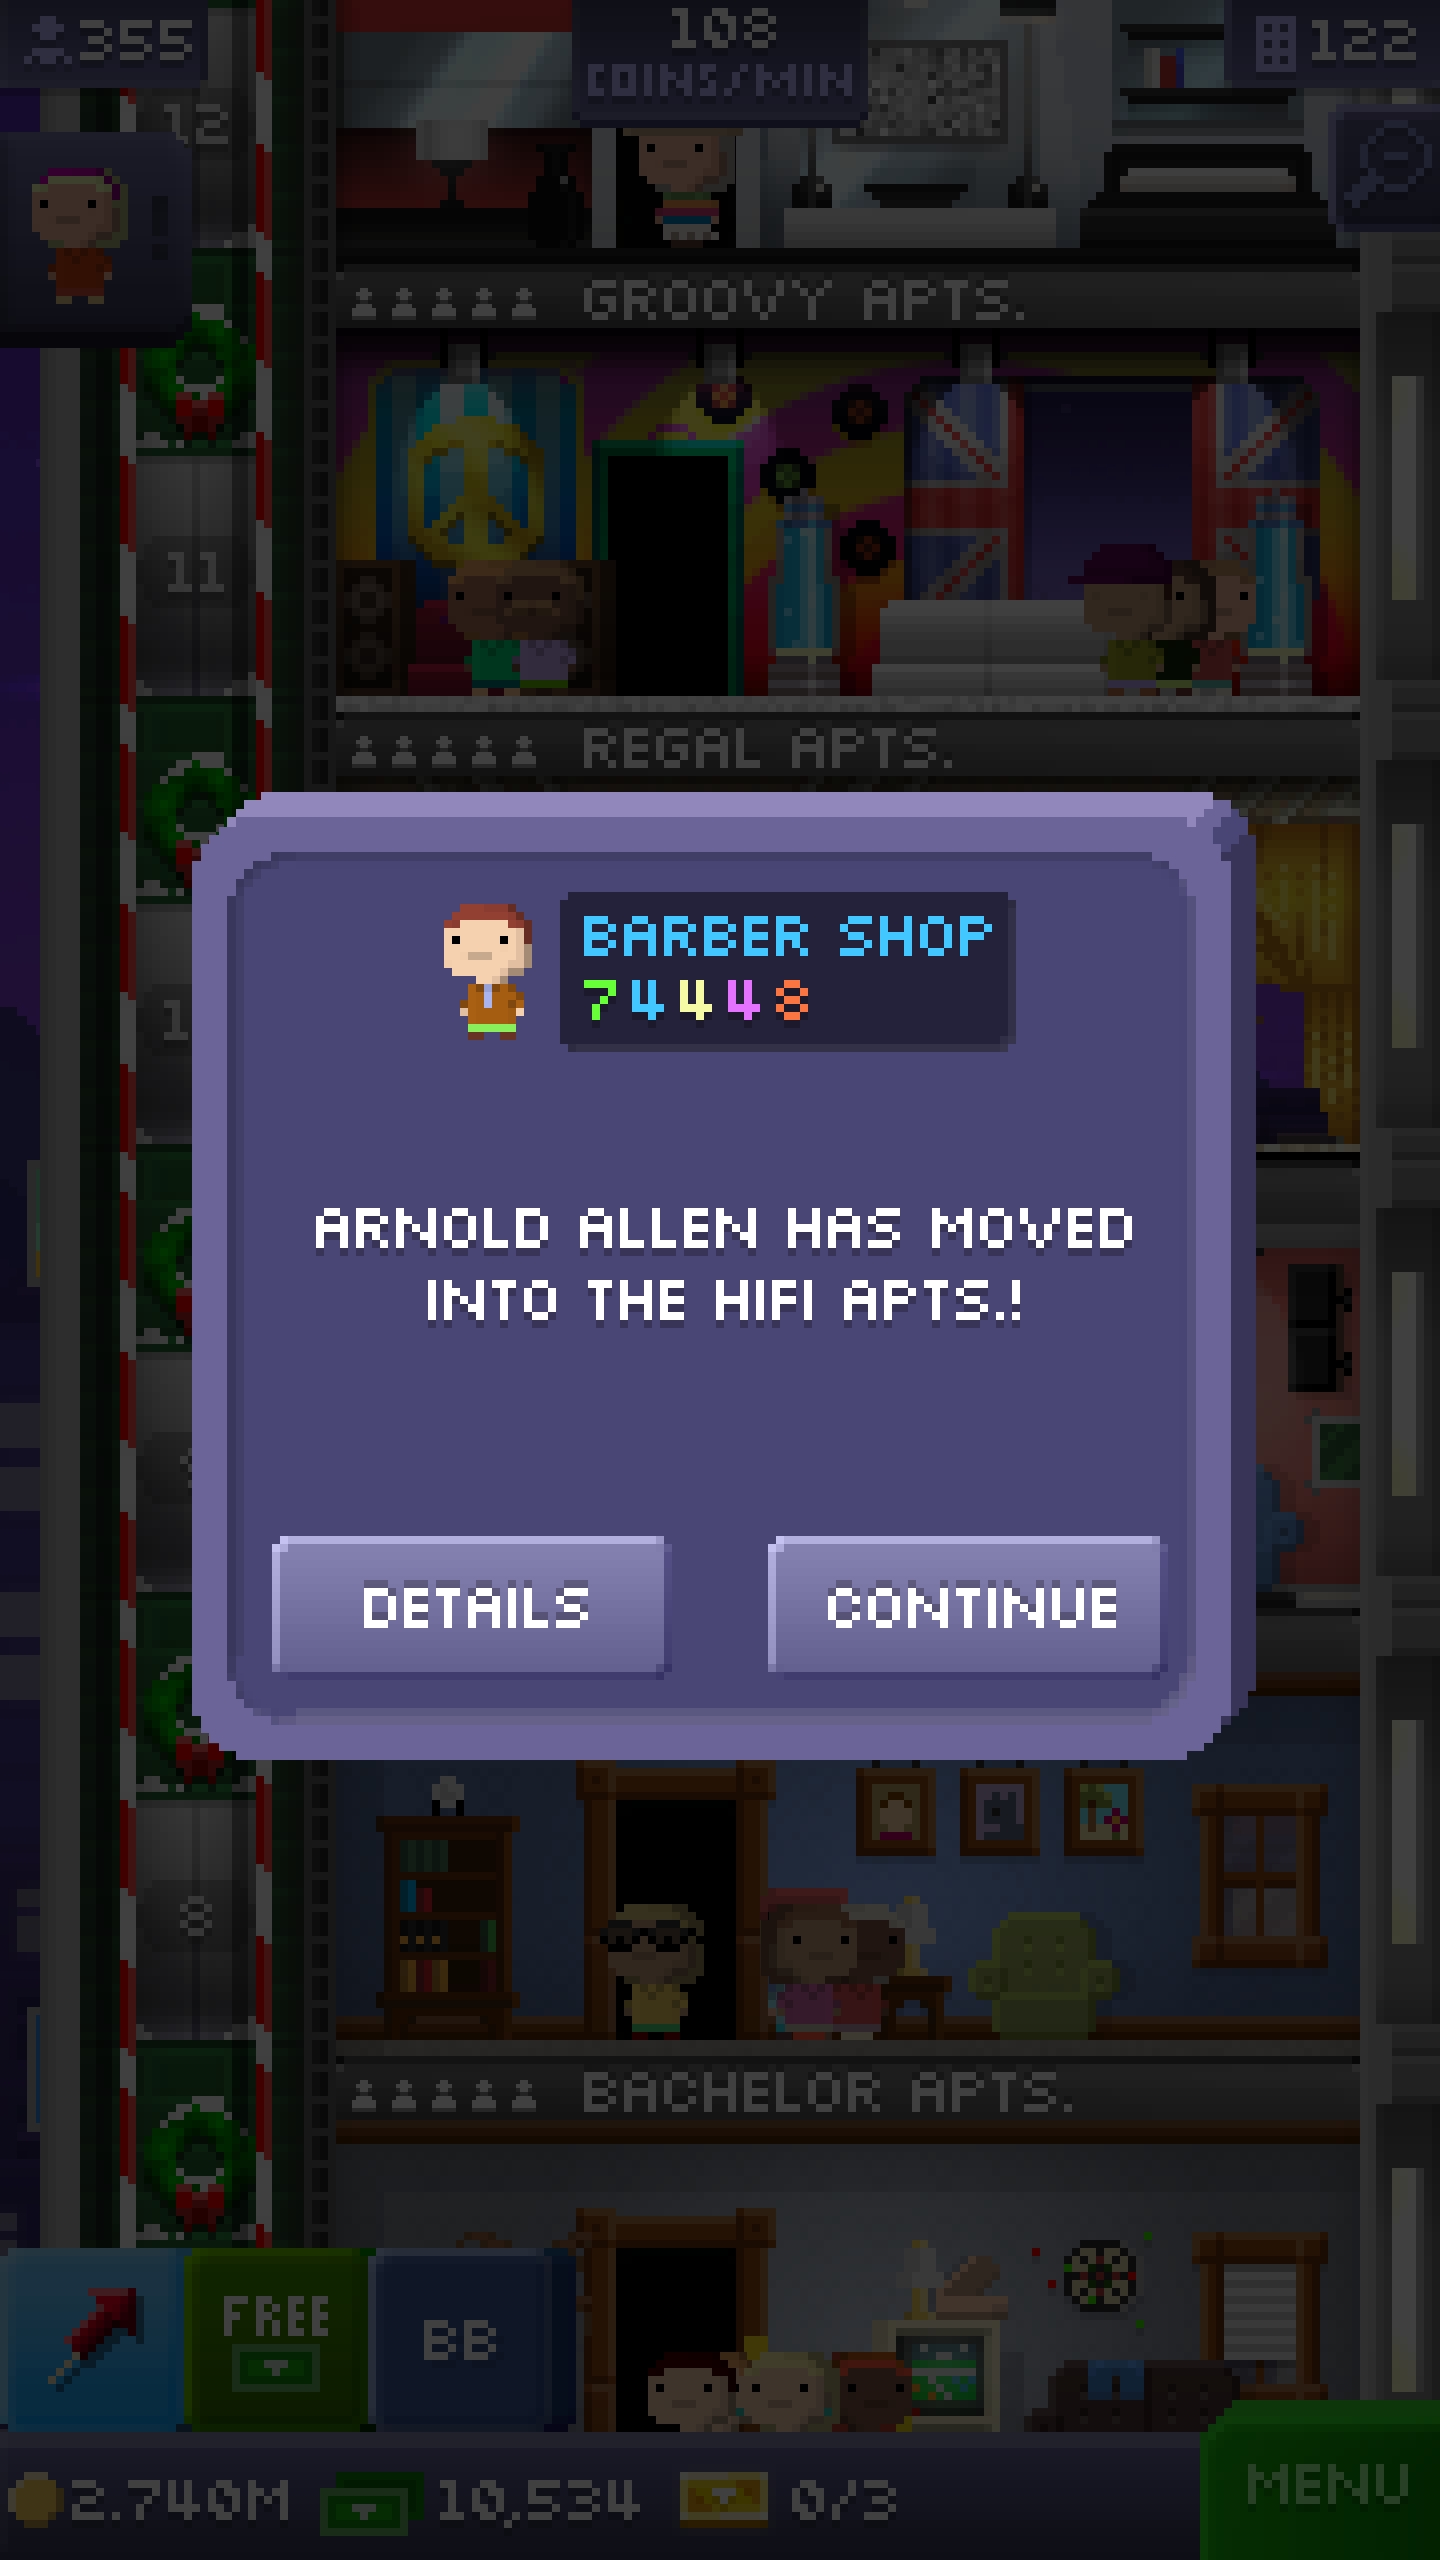 355
108
COINS/MIN
122
12
GROOVY APTS.
11
REGAL APTS.
BARBER SHOP
7 4 4 4 8
ARNOLD ALLEN HAS MOVED
INTO THE HIFI APTS.!
DETAILS
CONTINUE
8
BACHELOR APTS.
FREE
BB
2.740M
10,534
0/3
MENU